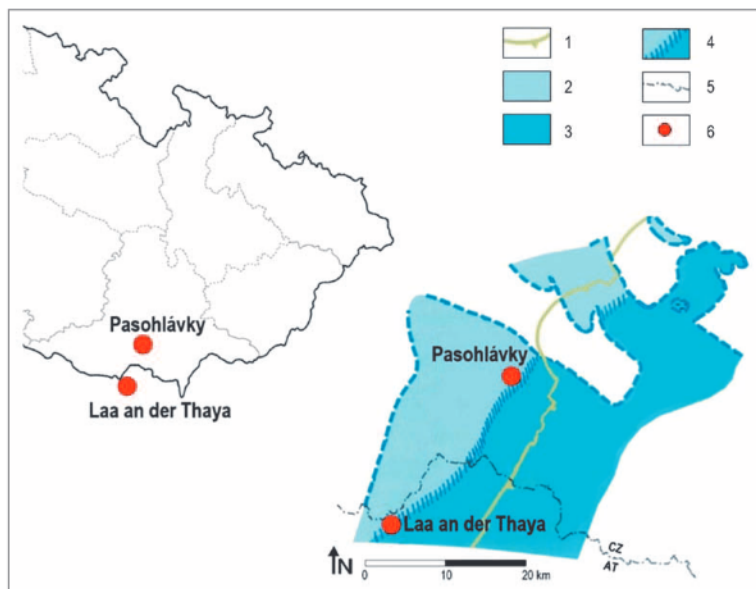 1
4
2
5
3
6
Pasohlávky
Laa an der Thaya
Pasohlávky
Laa an der Thaya
CZ
AT
N
0 10 20 km